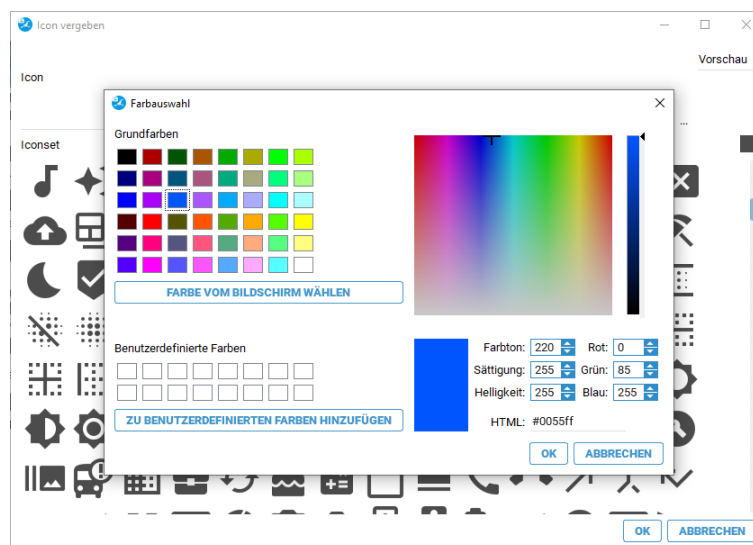 Icon vergeben
Vorschau
Icon
Farbauswahl
Grundfarben
...
Iconset
FARBE VOM BILDSCHIRM WÄHLEN
Benutzerdefinierte Farben
Farbton: 220 Rot: 0
Sättigung: 255 Grün: 85
Helligkeit: 255 Blau: 255
ZU BENUTZERDEFINIERTEN FARBEN HINZUFÜGEN
HTML: #0055ff
OK ABBRECHEN
OK ABBRECHEN